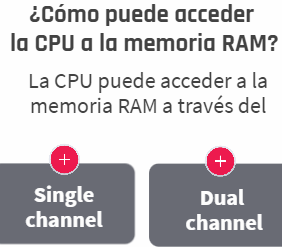 ¿Cómo puede acceder
la CPU a la memoria RAM?
La CPU puede acceder a la
memoria RAM a través del
+ +
Single Dual
channel channel